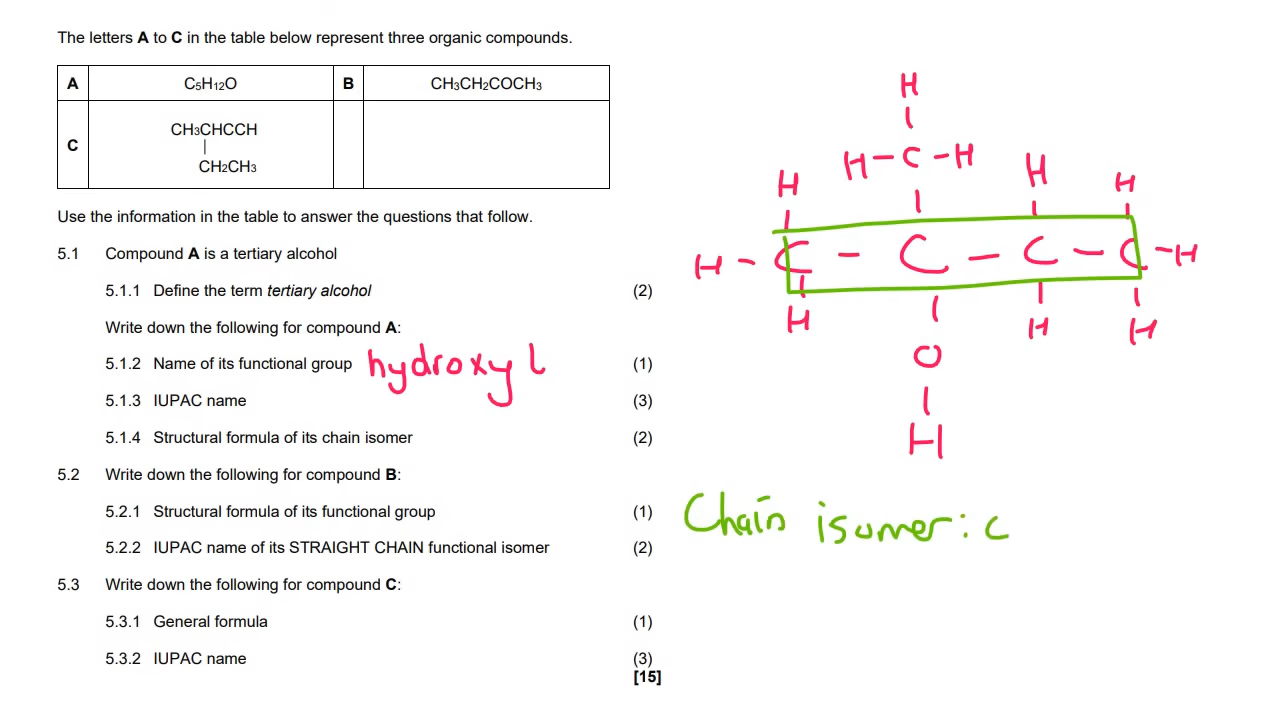 The letters A to C in the table below represent three organic compounds.
A C5H12O B CH3CH2COCH3
C CH3CHCCH
|
CH2CH3
Use the information in the table to answer the questions that follow.
5.1 Compound A is a tertiary alcohol
5.1.1 Define the term tertiary alcohol (2)
Write down the following for compound A:
5.1.2 Name of its functional group hydroxyl (1)
5.1.3 IUPAC name (3)
5.1.4 Structural formula of its chain isomer (2)
5.2 Write down the following for compound B:
5.2.1 Structural formula of its functional group (1)
5.2.2 IUPAC name of its STRAIGHT CHAIN functional isomer (2)
5.3 Write down the following for compound C:
5.3.1 General formula (1)
5.3.2 IUPAC name (3)
[15]
H
H - C - H
H H H
H - C - C - C - C - H
H H H
O
H
Chain isomer: c